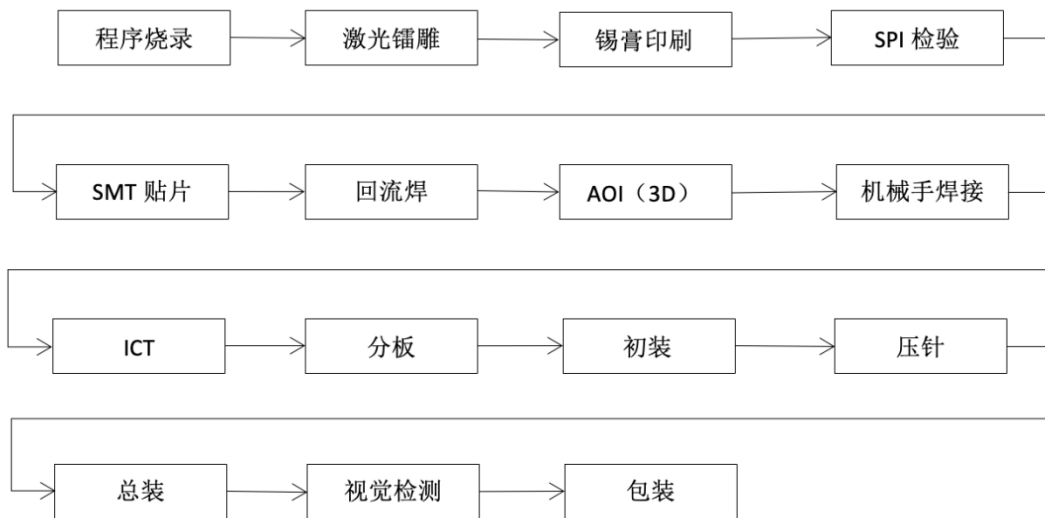 程序烧录
激光镭雕
锡膏印刷
SPI 检验
SMT 贴片
回流焊
AOI（3D）
机械手焊接
ICT
分板
初装
压针
总装
视觉检测
包装